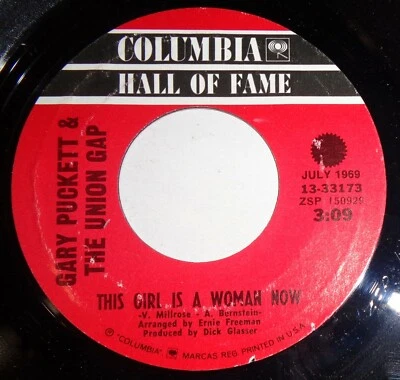 COLUMBIA
HALL OF FAME
GARY PUCKETT &
THE UNION GAP
JULY 1969
13-33173
ZSP 150929
3:09
THIS GIRL IS A WOMAN NOW
-V. Millrose - A. Bernstein-
Arranged by Ernie Freeman
Produced by Dick Glasser
℗ "COLUMBIA", MARCAS REG. PRINTED IN U.S.A.